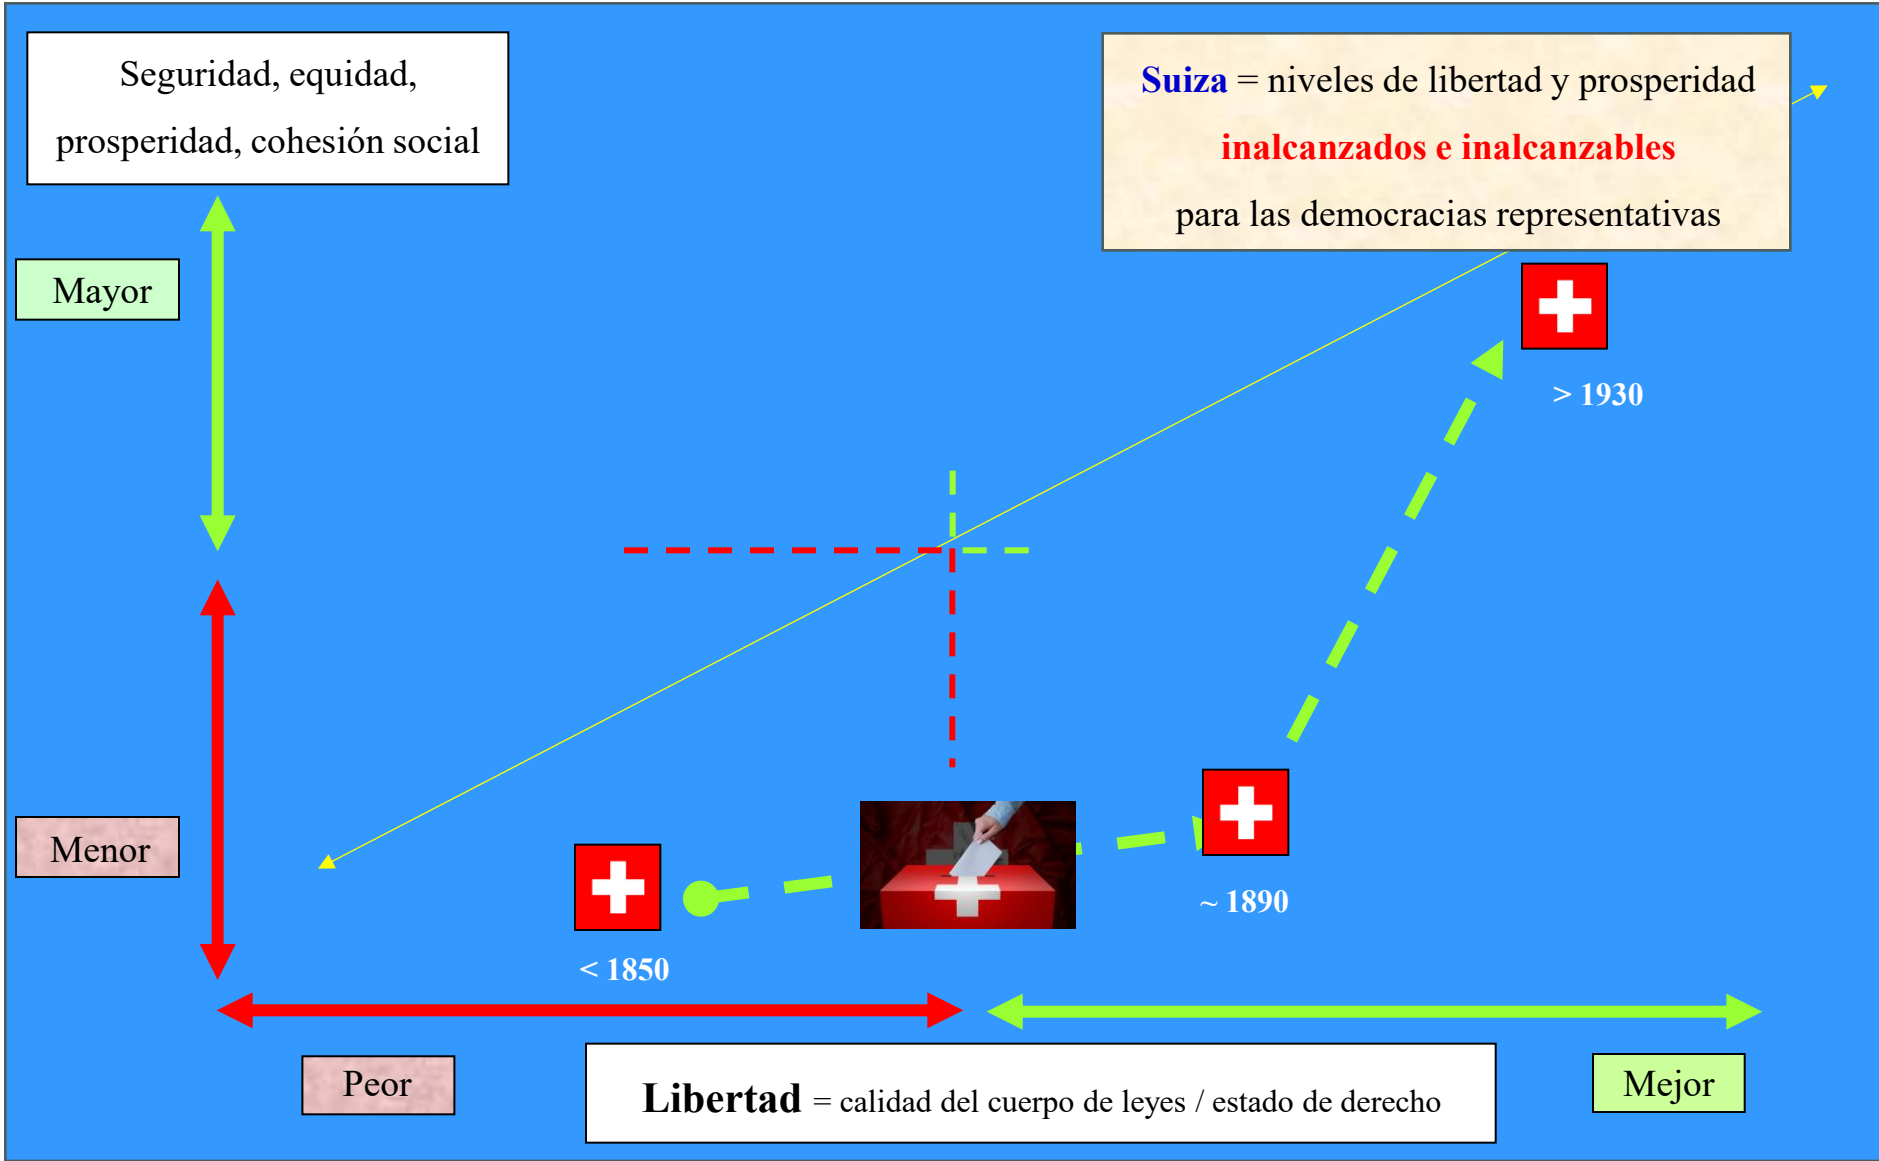 Seguridad, equidad,
prosperidad, cohesión social
Suiza = niveles de libertad y prosperidad
inalcanzados e inalcanzables
para las democracias representativas
Mayor
> 1930
Menor
~ 1890
< 1850
Peor
Libertad = calidad del cuerpo de leyes / estado de derecho
Mejor